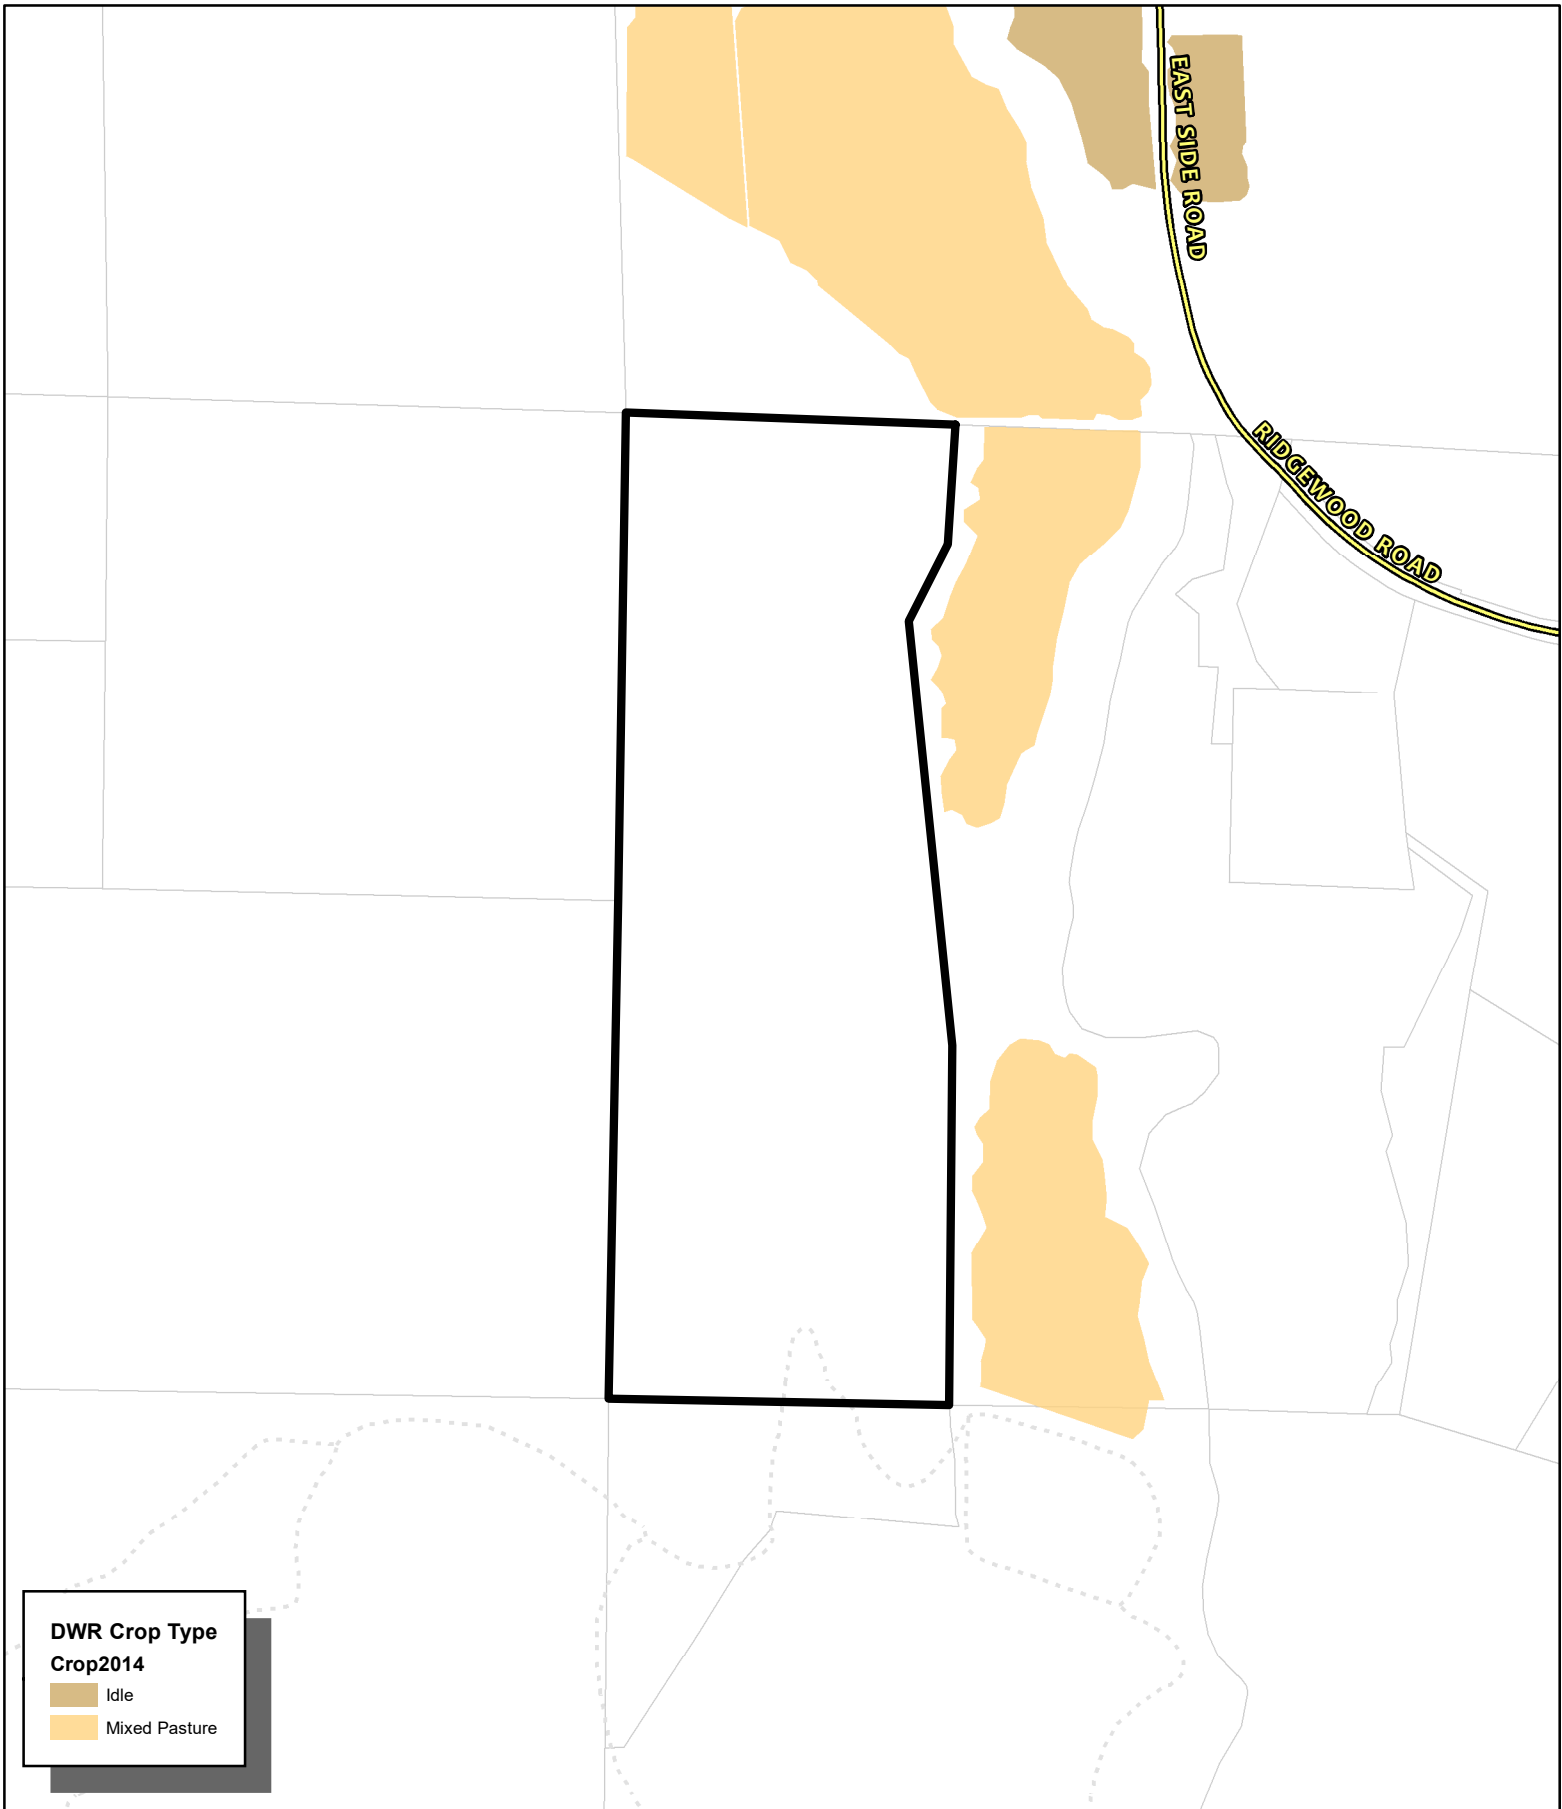 EAST SIDE ROAD
RIDGEWOOD ROAD
DWR Crop Type
Crop2014
Idle
Mixed Pasture